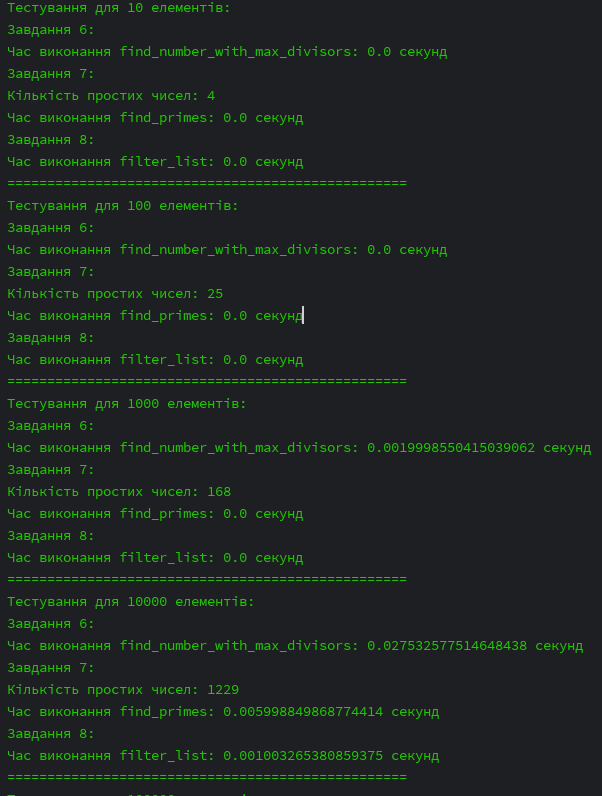 Тестування для 10 елементів:
Завдання 6:
Час виконання find_number_with_max_divisors: 0.0 секунд
Завдання 7:
Кількість простих чисел: 4
Час виконання find_primes: 0.0 секунд
Завдання 8:
Час виконання filter_list: 0.0 секунд
==================================================
Тестування для 100 елементів:
Завдання 6:
Час виконання find_number_with_max_divisors: 0.0 секунд
Завдання 7:
Кількість простих чисел: 25
Час виконання find_primes: 0.0 секунд
Завдання 8:
Час виконання filter_list: 0.0 секунд
==================================================
Тестування для 1000 елементів:
Завдання 6:
Час виконання find_number_with_max_divisors: 0.0019998550415039062 секунд
Завдання 7:
Кількість простих чисел: 168
Час виконання find_primes: 0.0 секунд
Завдання 8:
Час виконання filter_list: 0.0 секунд
==================================================
Тестування для 10000 елементів:
Завдання 6:
Час виконання find_number_with_max_divisors: 0.027532577514648438 секунд
Завдання 7:
Кількість простих чисел: 1229
Час виконання find_primes: 0.005998849868774414 секунд
Завдання 8:
Час виконання filter_list: 0.001003265380859375 секунд
==================================================